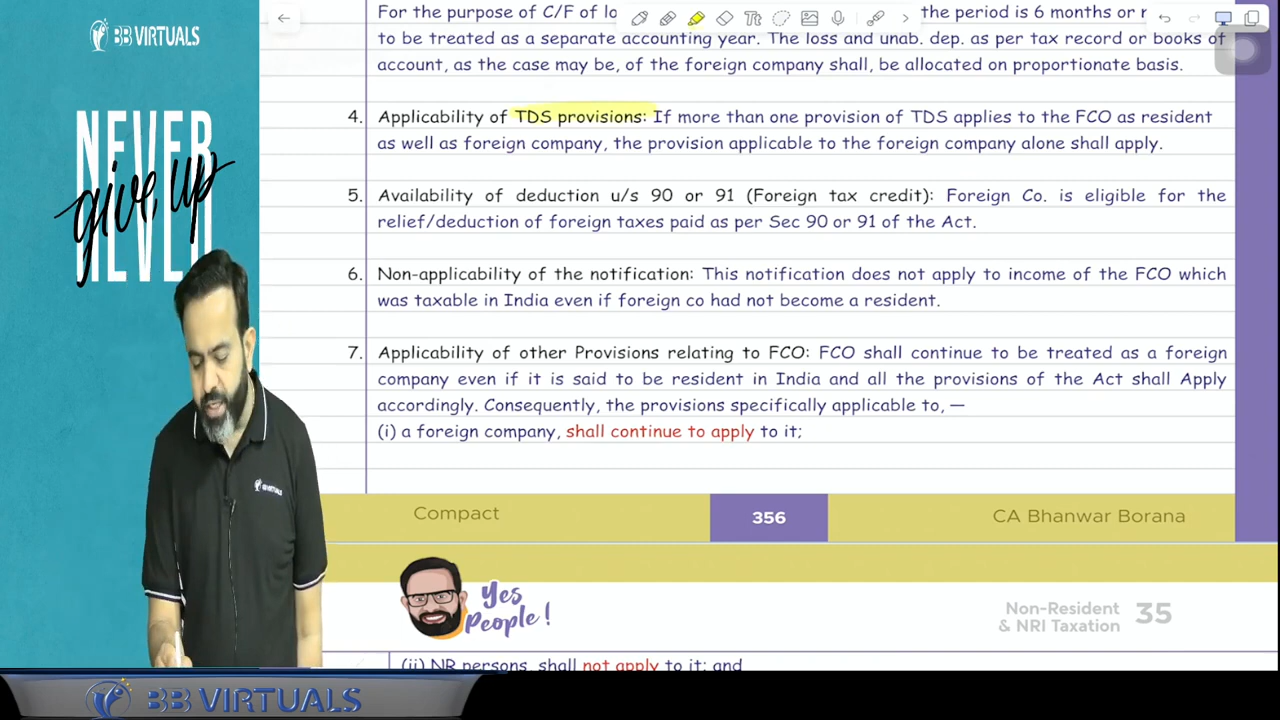 BB VIRTUALS
NEVER
give up
NEVER
For the purpose of C/F of lo
the period is 6 months or
to be treated as a separate accounting year. The loss and unab. dep. as per tax record or books of
account, as the case may be, of the foreign company shall, be allocated on proportionate basis.
4. Applicability of TDS provisions: If more than one provision of TDS applies to the FCO as resident
as well as foreign company, the provision applicable to the foreign company alone shall apply.
5. Availability of deduction u/s 90 or 91 (Foreign tax credit): Foreign Co. is eligible for the
relief/deduction of foreign taxes paid as per Sec 90 or 91 of the Act.
6. Non-applicability of the notification: This notification does not apply to income of the FCO which
was taxable in India even if foreign co had not become a resident.
7. Applicability of other Provisions relating to FCO: FCO shall continue to be treated as a foreign
company even if it is said to be resident in India and all the provisions of the Act shall Apply
accordingly. Consequently, the provisions specifically applicable to, —
(i) a foreign company, shall continue to apply to it;
BB VIRTUALS
Compact
356
CA Bhanwar Borana
Yes
People !
Non-Resident
& NRI Taxation
35
(ii) NR persons, shall not apply to it; and
BB VIRTUALS